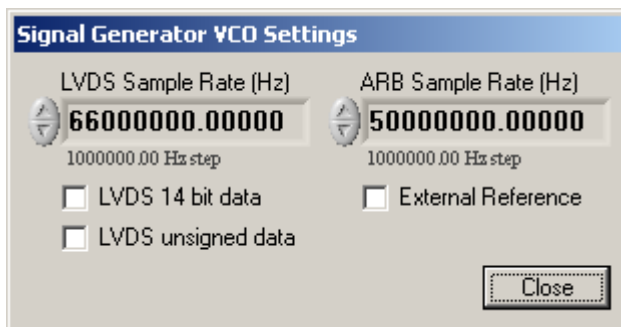 Signal Generator VCO Settings
LVDS Sample Rate (Hz)
66000000.00000
1000000.00 Hz step
LVDS 14 bit data
LVDS unsigned data
ARB Sample Rate (Hz)
50000000.00000
1000000.00 Hz step
External Reference
Close